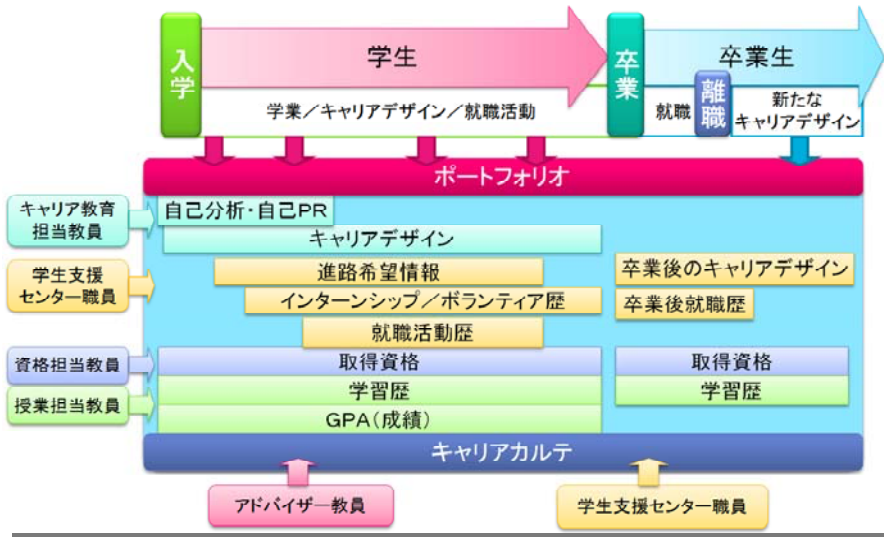 入学
学生
卒業
卒業生
学業／キャリアデザイン／就職活動
就職
離職
新たな
キャリアデザイン
ポートフォリオ
キャリア教育
担当教員
自己分析・自己PR
キャリアデザイン
学生支援
センター職員
進路希望情報
卒業後のキャリアデザイン
インターンシップ／ボランティア歴
卒業後就職歴
就職活動歴
資格担当教員
取得資格
取得資格
授業担当教員
学習歴
学習歴
GPA(成績)
キャリアカルテ
アドバイザー教員
学生支援センター職員